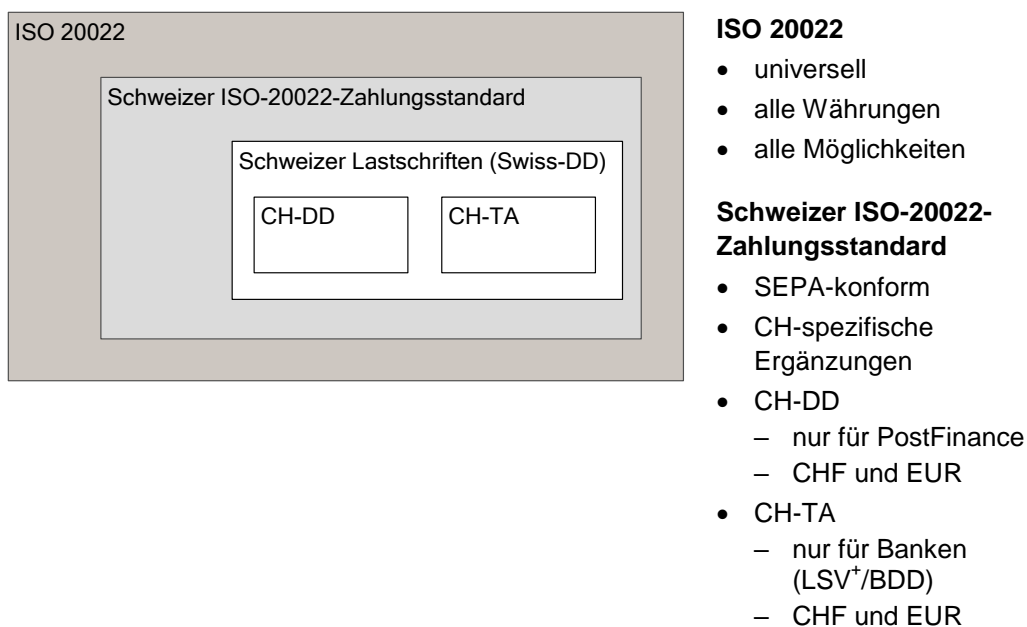 ISO 20022
Schweizer ISO-20022-Zahlungsstandard
Schweizer Lastschriften (Swiss-DD)
CH-DD
CH-TA
ISO 20022
• universell
• alle Währungen
• alle Möglichkeiten
Schweizer ISO-20022-
Zahlungsstandard
• SEPA-konform
• CH-spezifische
Ergänzungen
• CH-DD
– nur für PostFinance
– CHF und EUR
• CH-TA
– nur für Banken
(LSV+/BDD)
– CHF und EUR